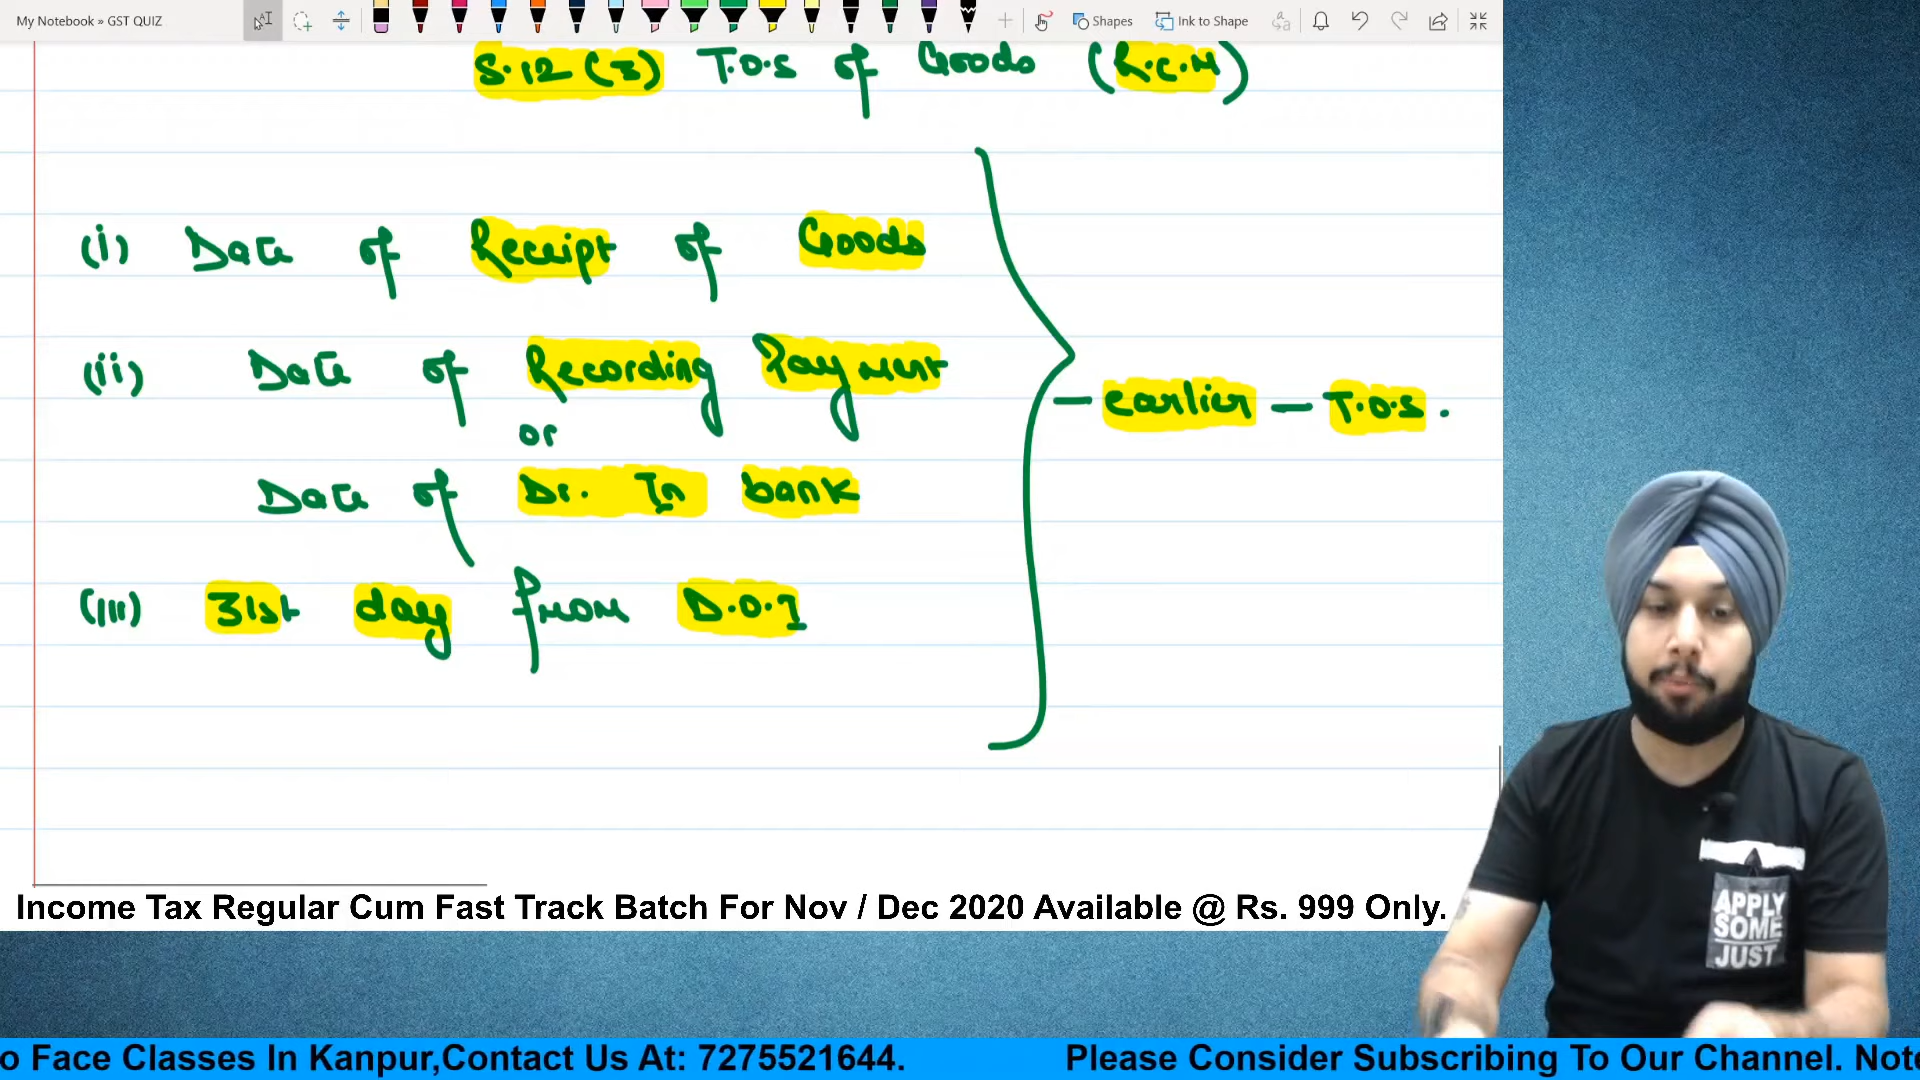 My Notebook » GST QUIZ
Shapes
Ink to Shape
S.12 (3) T.O.S of Goods (R.C.M)
(i) Date of Receipt of Goods
(ii) Date of Recording Payment
or
Date of Dr. In bank
— earlier — T.O.S.
(iii) 31st day from D.O.I
APPLY
SOME
JUST
Income Tax Regular Cum Fast Track Batch For Nov / Dec 2020 Available @ Rs. 999 Only.
o Face Classes In Kanpur,Contact Us At: 7275521644. Please Consider Subscribing To Our Channel. Note